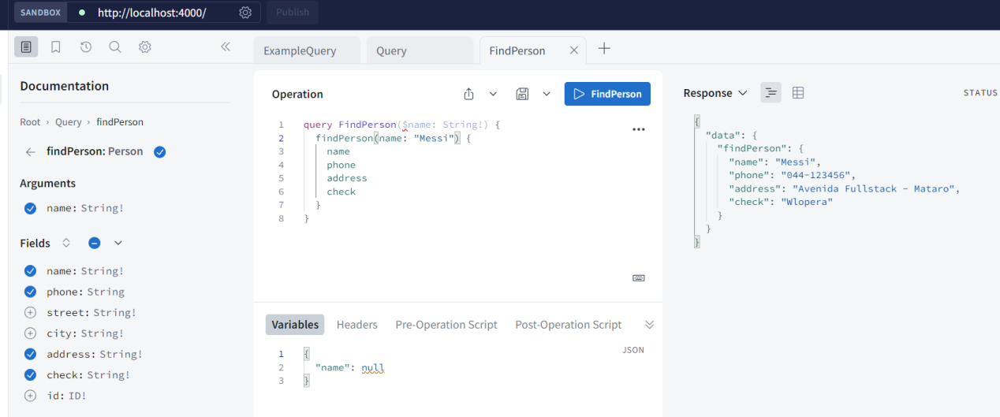 SANDBOX http://localhost:4000/ Publish
ExampleQuery Query FindPerson
Documentation
Root › Query › findPerson
findPerson: Person
Arguments
name: String!
Fields
name: String!
phone: String
street: String!
city: String!
address: String!
check: String!
id: ID!
Operation
FindPerson
1 query FindPerson($name: String!) {
2 findPerson(name: "Messi") {
3 name
4 phone
5 address
6 check
7 }
8 }
Variables Headers Pre-Operation Script Post-Operation Script
JSON
1 {
2 "name": null
3 }
Response STATUS
{
"data": {
"findPerson": {
"name": "Messi",
"phone": "044-123456",
"address": "Avenida Fullstack - Mataro",
"check": "Wlopera"
}
}
}